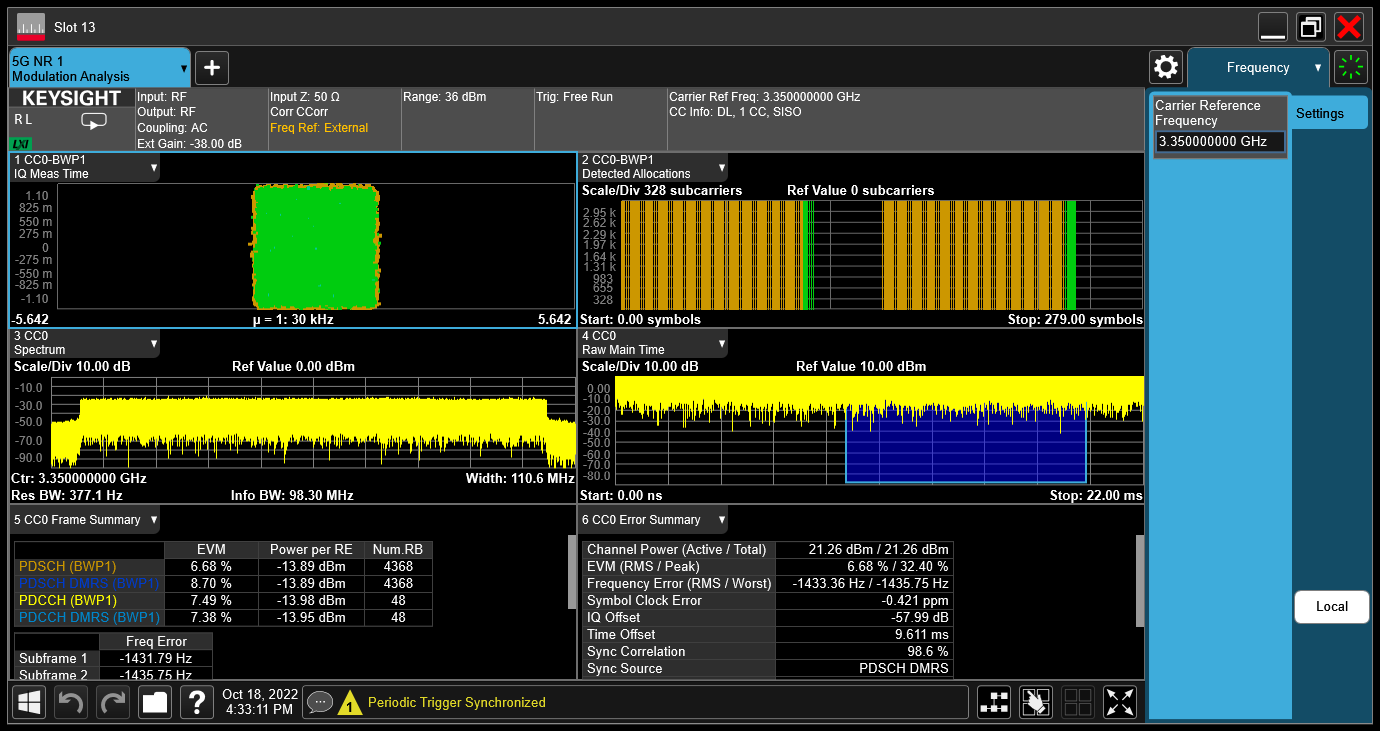 Slot 13
5G NR 1
Modulation Analysis
+
Frequency
KEYSIGHT
R L
LXI
Input: RF
Output: RF
Coupling: AC
Ext Gain: -38.00 dB
Input Z: 50 Ω
Corr CCorr
Freq Ref: External
Range: 36 dBm
Trig: Free Run
Carrier Ref Freq: 3.350000000 GHz
CC Info: DL, 1 CC, SISO
Carrier Reference
Frequency
3.350000000 GHz
Settings
1 CC0-BWP1
IQ Meas Time
1.10
825 m
550 m
275 m
0
-275 m
-550 m
-825 m
-1.10
-5.642
µ = 1: 30 kHz
5.642
2 CC0-BWP1
Detected Allocations
Scale/Div 328 subcarriers
Ref Value 0 subcarriers
2.95 k
2.62 k
2.29 k
1.97 k
1.64 k
1.31 k
983
655
328
Start: 0.00 symbols
Stop: 279.00 symbols
3 CC0
Spectrum
Scale/Div 10.00 dB
Ref Value 0.00 dBm
-10.0
-30.0
-50.0
-70.0
-90.0
Ctr: 3.350000000 GHz
Width: 110.6 MHz
Res BW: 377.1 Hz
Info BW: 98.30 MHz
4 CC0
Raw Main Time
Scale/Div 10.00 dB
Ref Value 10.00 dBm
0.00
-10.0
-20.0
-30.0
-40.0
-50.0
-60.0
-70.0
-80.0
Start: 0.00 ns
Stop: 22.00 ms
5 CC0 Frame Summary
EVM Power per RE Num.RB
PDSCH (BWP1) 6.68 % -13.89 dBm 4368
PDSCH DMRS (BWP1) 8.70 % -13.89 dBm 4368
PDCCH (BWP1) 7.49 % -13.98 dBm 48
PDCCH DMRS (BWP1) 7.38 % -13.95 dBm 48
Freq Error
Subframe 1 -1431.79 Hz
Subframe 2 -1435.75 Hz
6 CC0 Error Summary
Channel Power (Active / Total) 21.26 dBm / 21.26 dBm
EVM (RMS / Peak) 6.68 % / 32.40 %
Frequency Error (RMS / Worst) -1433.36 Hz / -1435.75 Hz
Symbol Clock Error -0.421 ppm
IQ Offset -57.99 dB
Time Offset 9.611 ms
Sync Correlation 98.6 %
Sync Source PDSCH DMRS
Local
?
Oct 18, 2022
4:33:11 PM
1
Periodic Trigger Synchronized